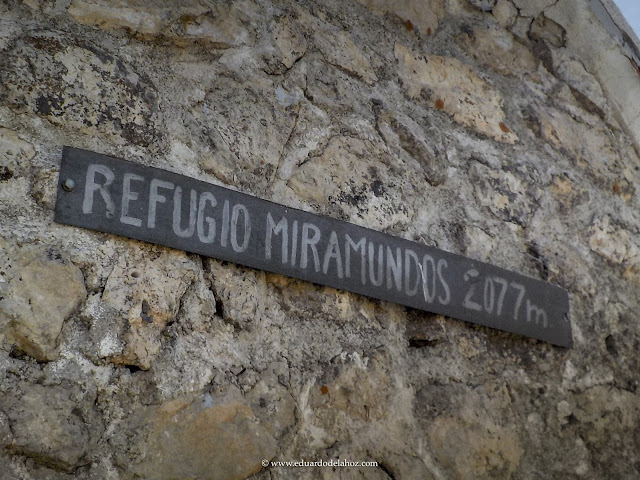 REFUGIO MIRAMUNDOS 2077m
© www.eduardodelahoz.com